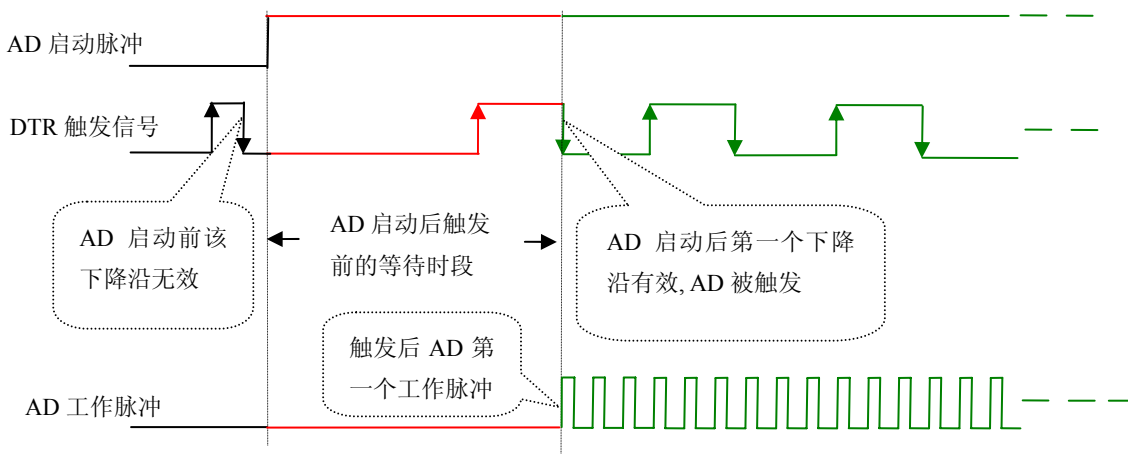 AD 启动脉冲
DTR 触发信号
AD 启动前该
下降沿无效
AD 启动后触发
前的等待时段
AD 启动后第一个下降
沿有效, AD 被触发
触发后 AD 第
一个工作脉冲
AD 工作脉冲